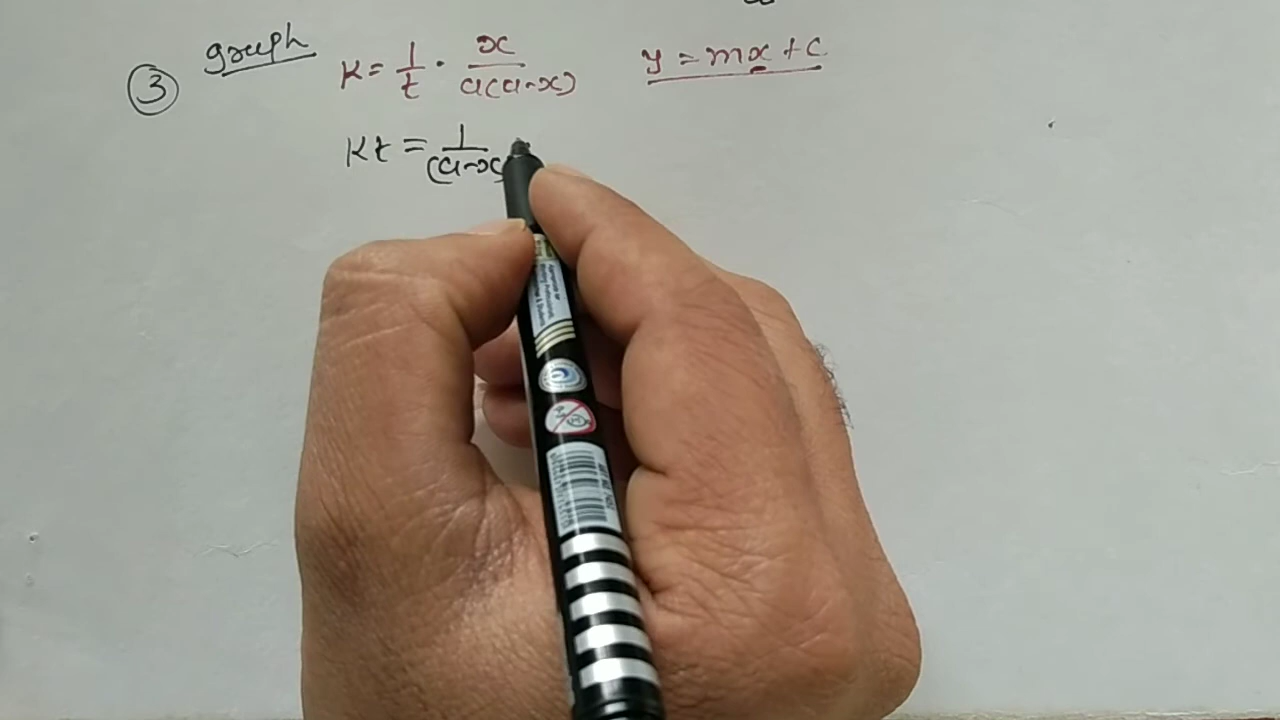 graph
③ K = 1/t · x/a(a-x) y = mx + c
Kt = 1/(a-x)